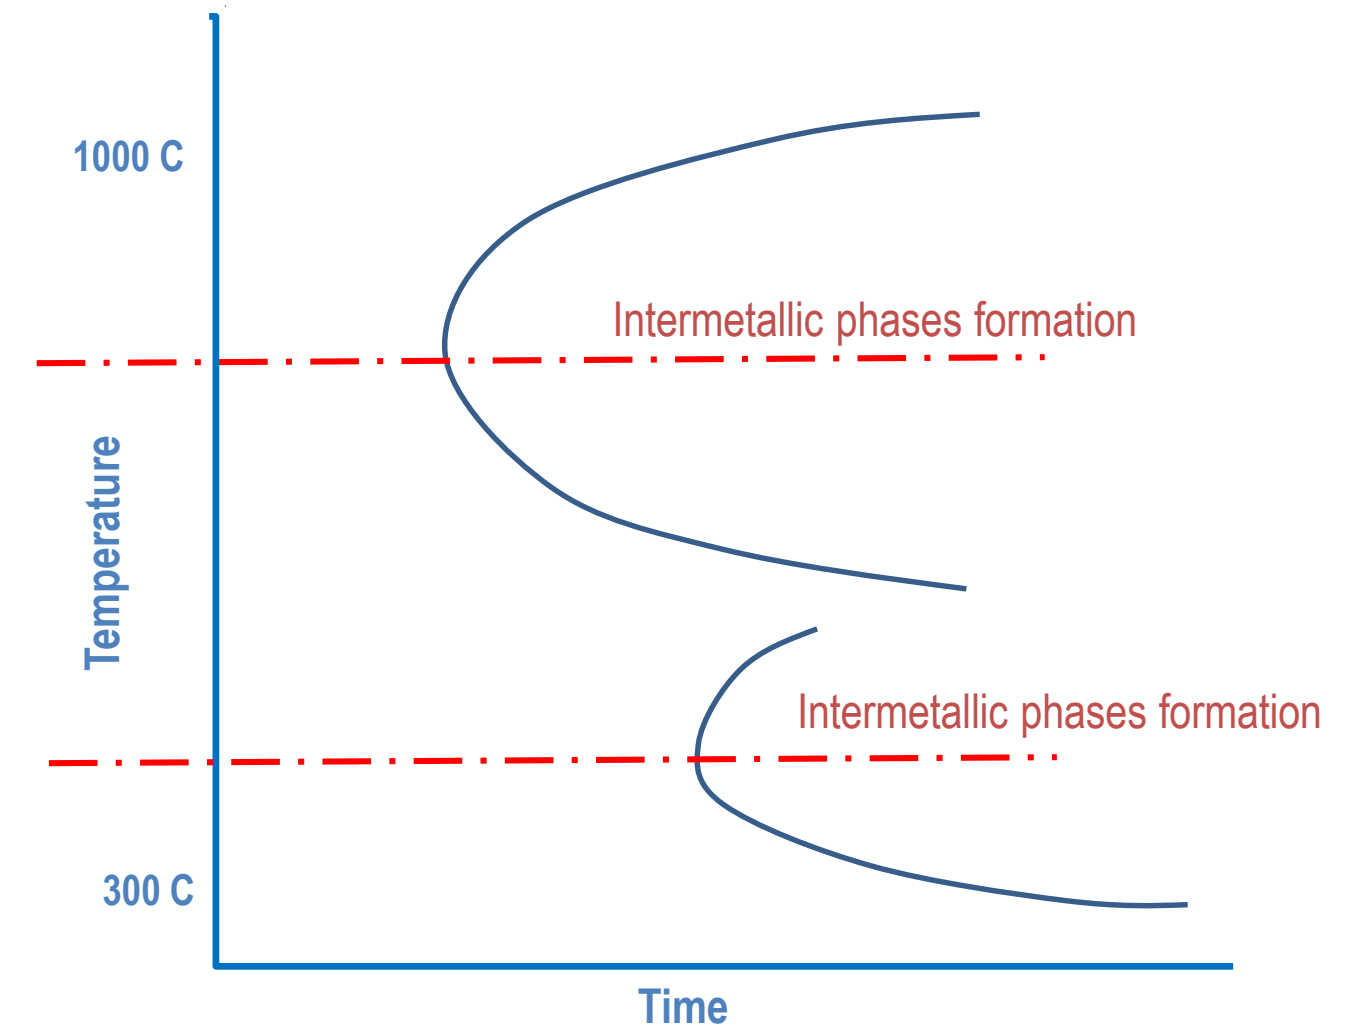 1000 C
Intermetallic phases formation
Temperature
Intermetallic phases formation
300 C
Time